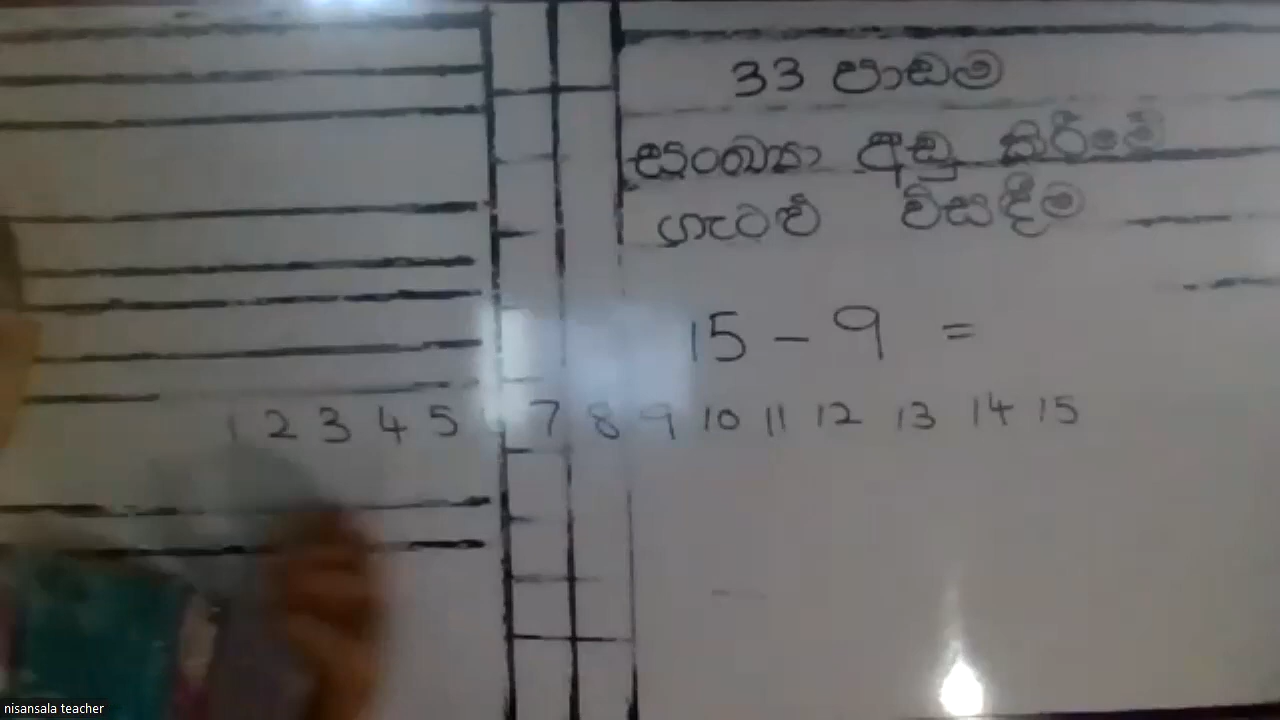 33 පාඩම
සංඛ්‍යා අඩු කිරීමේ
ගැටළු විසඳීම
15 - 9 =
1 2 3 4 5 7 8 9 10 11 12 13 14 15
nisansala teacher